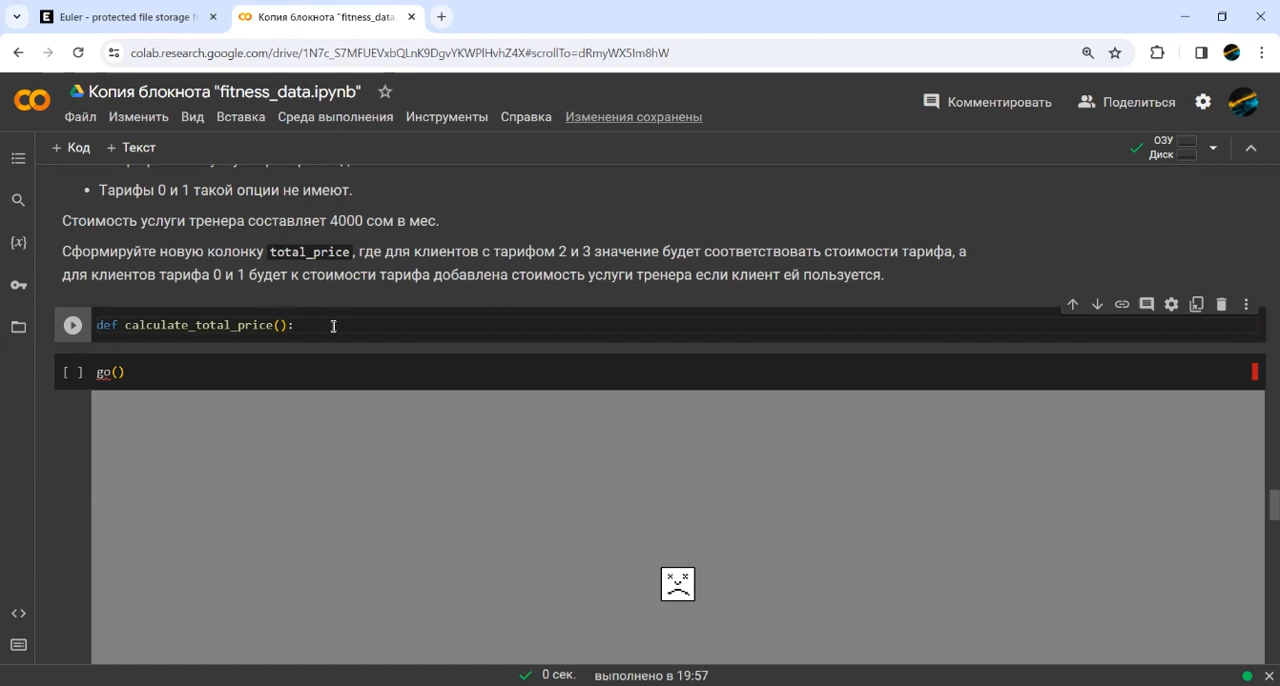 Euler - protected file storage f
Копия блокнота "fitness_data.
colab.research.google.com/drive/1N7c_S7MFUEVxbQLnK9DgvYKWPlHvhZ4X#scrollTo=dRmyWX5Im8hW
Копия блокнота "fitness_data.ipynb"
Комментировать
Поделиться
Файл Изменить Вид Вставка Среда выполнения Инструменты Справка Изменения сохранены
+ Код + Текст
ОЗУ
Диск
• Тарифы 0 и 1 такой опции не имеют.
Стоимость услуги тренера составляет 4000 сом в мес.
Сформируйте новую колонку total_price, где для клиентов с тарифом 2 и 3 значение будет соответствовать стоимости тарифа, а
для клиентов тарифа 0 и 1 будет к стоимости тарифа добавлена стоимость услуги тренера если клиент ей пользуется.
def calculate_total_price():
[ ] go()
0 сек. выполнено в 19:57